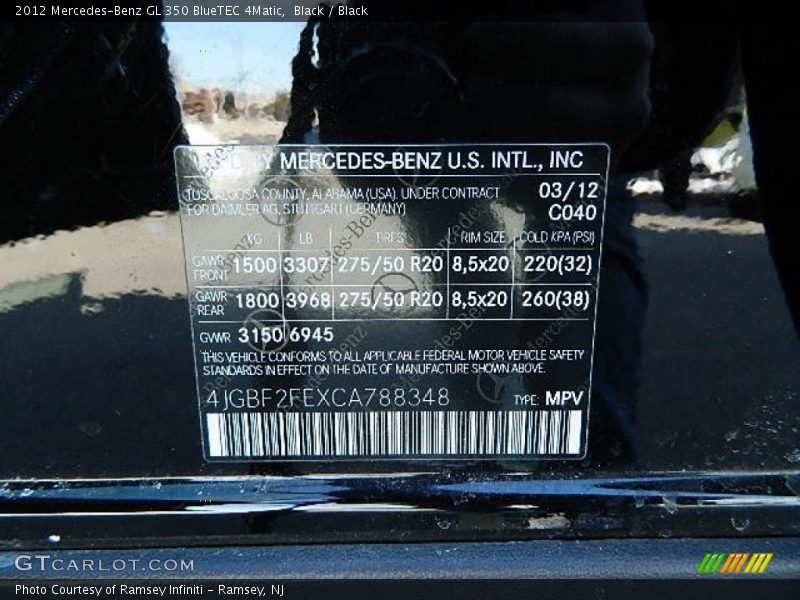 2012 Mercedes-Benz GL 350 BlueTEC 4Matic, Black / Black
MERCEDES-BENZ U.S. INTL., INC
TUSCALOOSA COUNTY, ALABAMA (USA). UNDER CONTRACT 03/12
FOR DAIMLER AG, STUTTGART (GERMANY) C040
KG LB TIRES RIM SIZE COLD KPA (PSI)
GAWR FRONT 1500 3307 275/50 R20 8,5x20 220(32)
GAWR REAR 1800 3968 275/50 R20 8,5x20 260(38)
GVWR 3150 6945
THIS VEHICLE CONFORMS TO ALL APPLICABLE FEDERAL MOTOR VEHICLE SAFETY
AND THEFT PREVENTION STANDARDS IN EFFECT ON THE DATE OF MANUFACTURE SHOWN ABOVE.
4JGBF2FEXCA788348 TYPE: MPV
GTCARLOT.COM
Photo Courtesy of Ramsey Infiniti - Ramsey, NJ